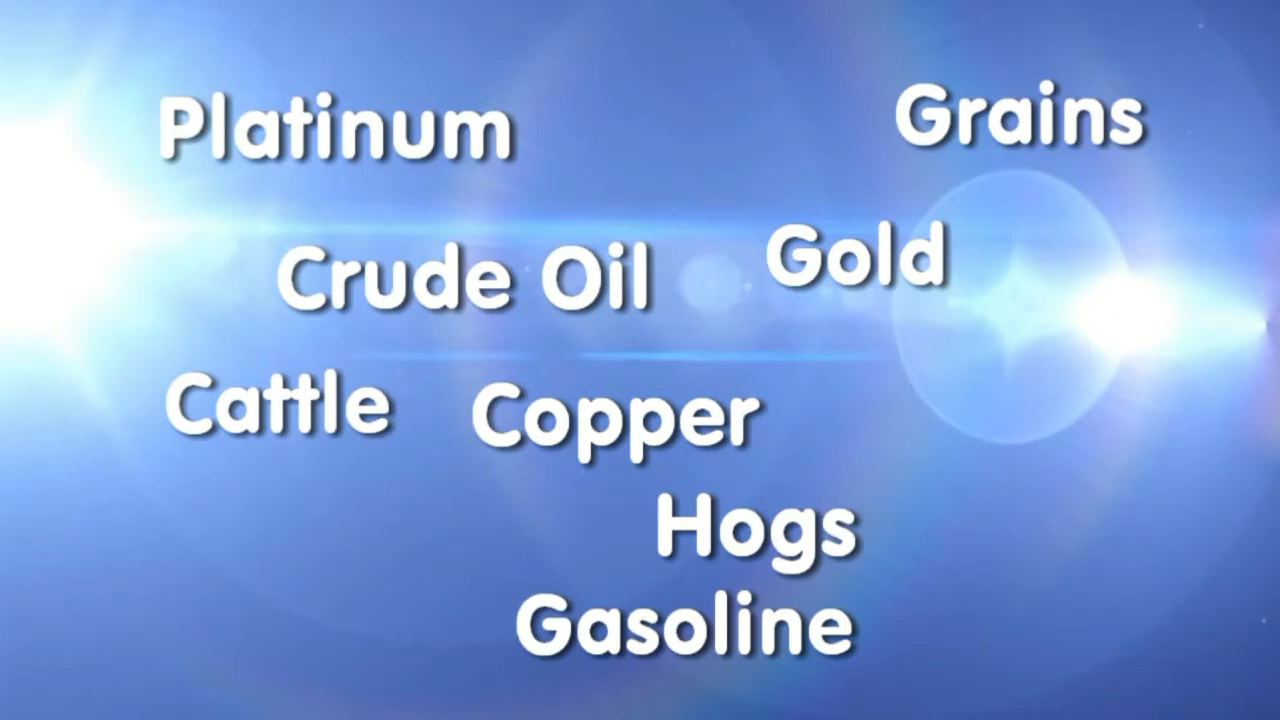 Platinum
Grains
Crude Oil
Gold
Cattle
Copper
Hogs
Gasoline